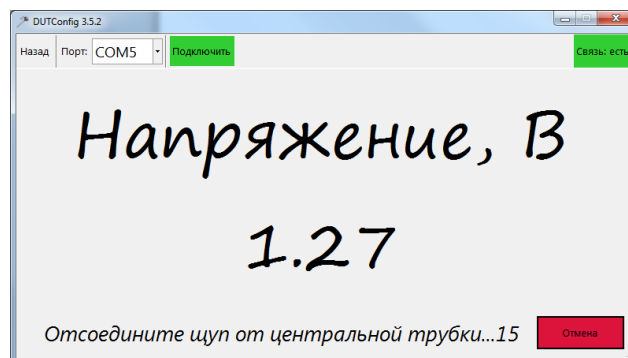 DUTConfig 3.5.2
Назад Порт: COM5 Подключить Связь: есть
Напряжение, В
1.27
Отсоедините щуп от центральной трубки...15 Отмена